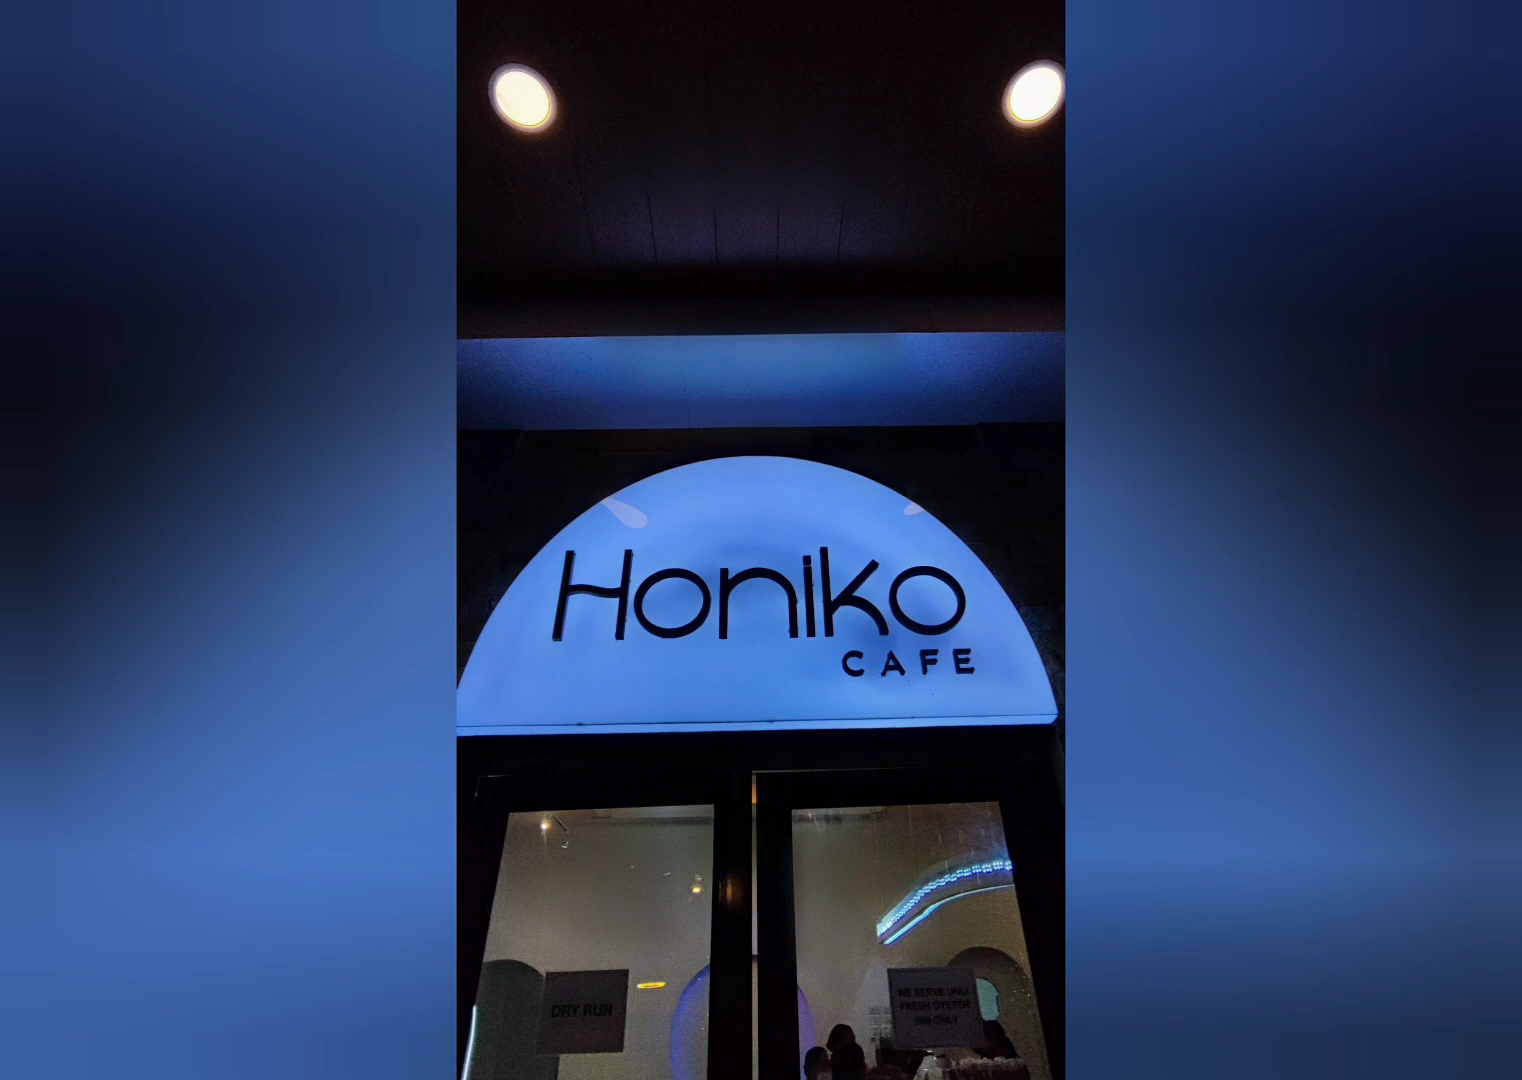 Honiko
CAFE
DRY RUN
WE SERVE UNLI
FRESH OYSTER
ONLY